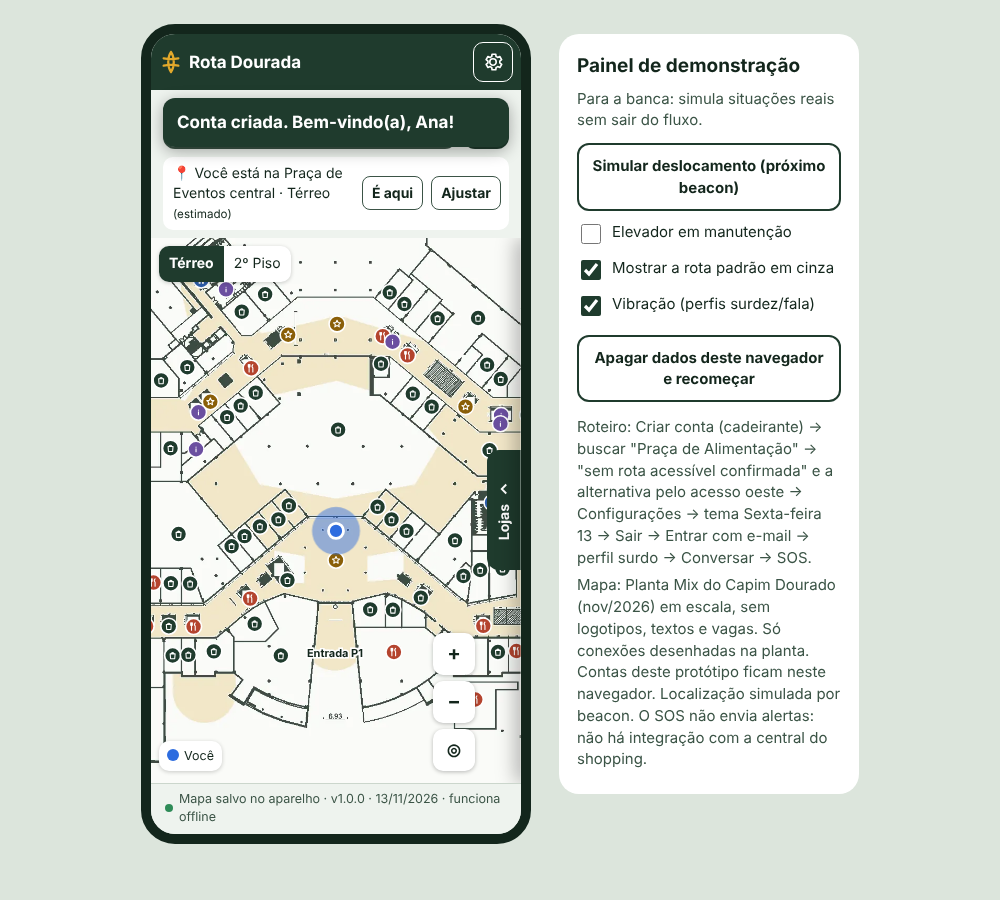 Rota Dourada
Conta criada. Bem-vindo(a), Ana!
📍 Você está na Praça de
Eventos central · Térreo
(estimado)
É aqui
Ajustar
Térreo
2º Piso
Lojas
Entrada P1
6.93
+
−
Você
Mapa salvo no aparelho · v1.0.0 · 13/11/2026 · funciona
offline
Painel de demonstração
Para a banca: simula situações reais
sem sair do fluxo.
Simular deslocamento (próximo
beacon)
Elevador em manutenção
Mostrar a rota padrão em cinza
Vibração (perfis surdez/fala)
Apagar dados deste navegador
e recomeçar
Roteiro: Criar conta (cadeirante) →
buscar "Praça de Alimentação" →
"sem rota acessível confirmada" e a
alternativa pelo acesso oeste →
Configurações → tema Sexta-feira
13 → Sair → Entrar com e-mail →
perfil surdo → Conversar → SOS.
Mapa: Planta Mix do Capim Dourado
(nov/2026) em escala, sem
logotipos, textos e vagas. Só
conexões desenhadas na planta.
Contas deste protótipo ficam neste
navegador. Localização simulada por
beacon. O SOS não envia alertas:
não há integração com a central do
shopping.